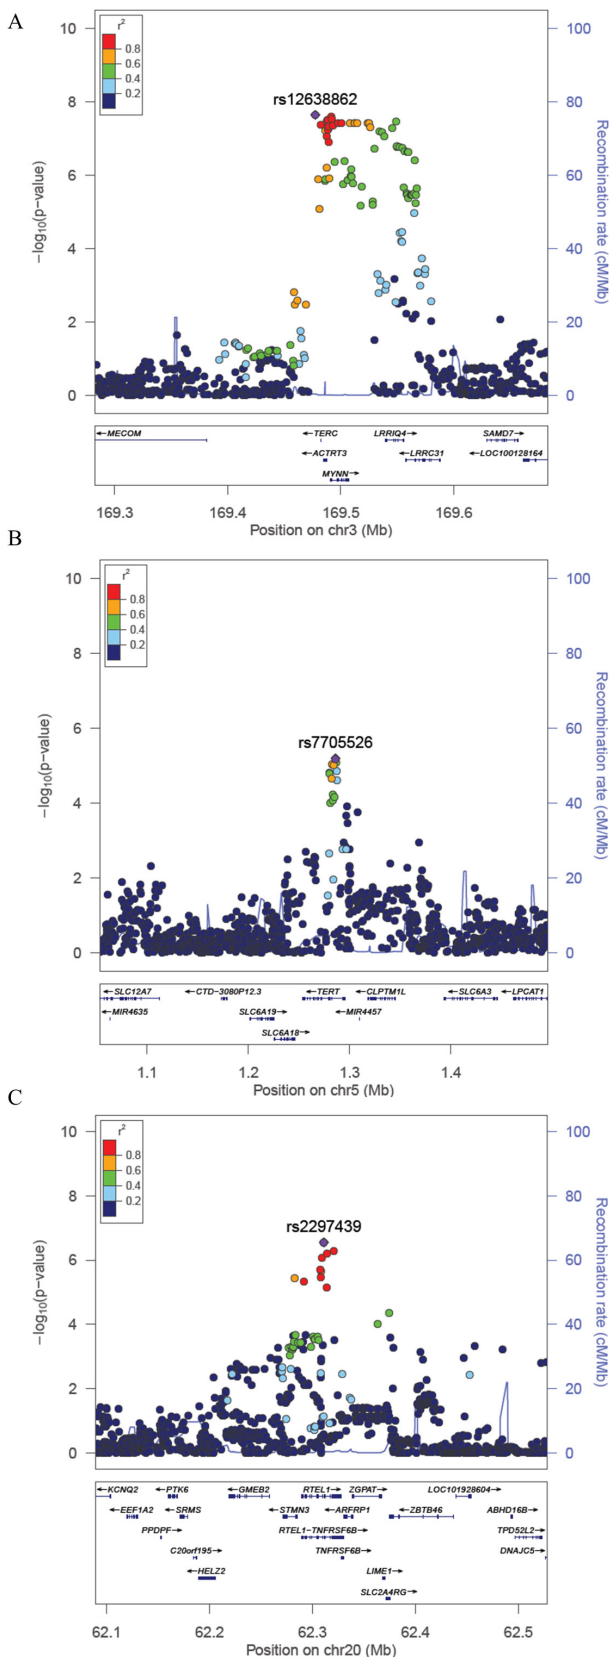 A
r²
0.8
0.6
0.4
0.2
rs12638862
10
8
6
4
2
0
−log₁₀(p−value)
100
80
60
40
20
0
Recombination rate (cM/Mb)
←MECOM
←TERC
LRRIQ4→
SAMD7→
←ACTRT3
←LRRC31
←LOC100128164
MYNN→
169.3 169.4 169.5 169.6
Position on chr3 (Mb)
B
r²
0.8
0.6
0.4
0.2
rs7705526
10
8
6
4
2
0
−log₁₀(p−value)
100
80
60
40
20
0
Recombination rate (cM/Mb)
←SLC12A7
←CTD−3080P12.3
←TERT
←CLPTM1L
←SLC6A3
←LPCAT1
←MIR4635
SLC6A19→
←MIR4457
SLC6A18→
1.1 1.2 1.3 1.4
Position on chr5 (Mb)
C
r²
0.8
0.6
0.4
0.2
rs2297439
10
8
6
4
2
0
−log₁₀(p−value)
100
80
60
40
20
0
Recombination rate (cM/Mb)
←KCNQ2
←PTK6
←GMEB2
RTEL1→
ZGPAT→
LOC101928604→
←EEF1A2
←SRMS
←STMN3
←ARFRP1
←ZBTB46
ABHD16B→
PPDPF→
RTEL1−TNFRSF6B→
TPD52L2→
C20orf195→
TNFRSF6B→
DNAJC5→
←HELZ2
LIME1→
SLC2A4RG→
62.1 62.2 62.3 62.4 62.5
Position on chr20 (Mb)